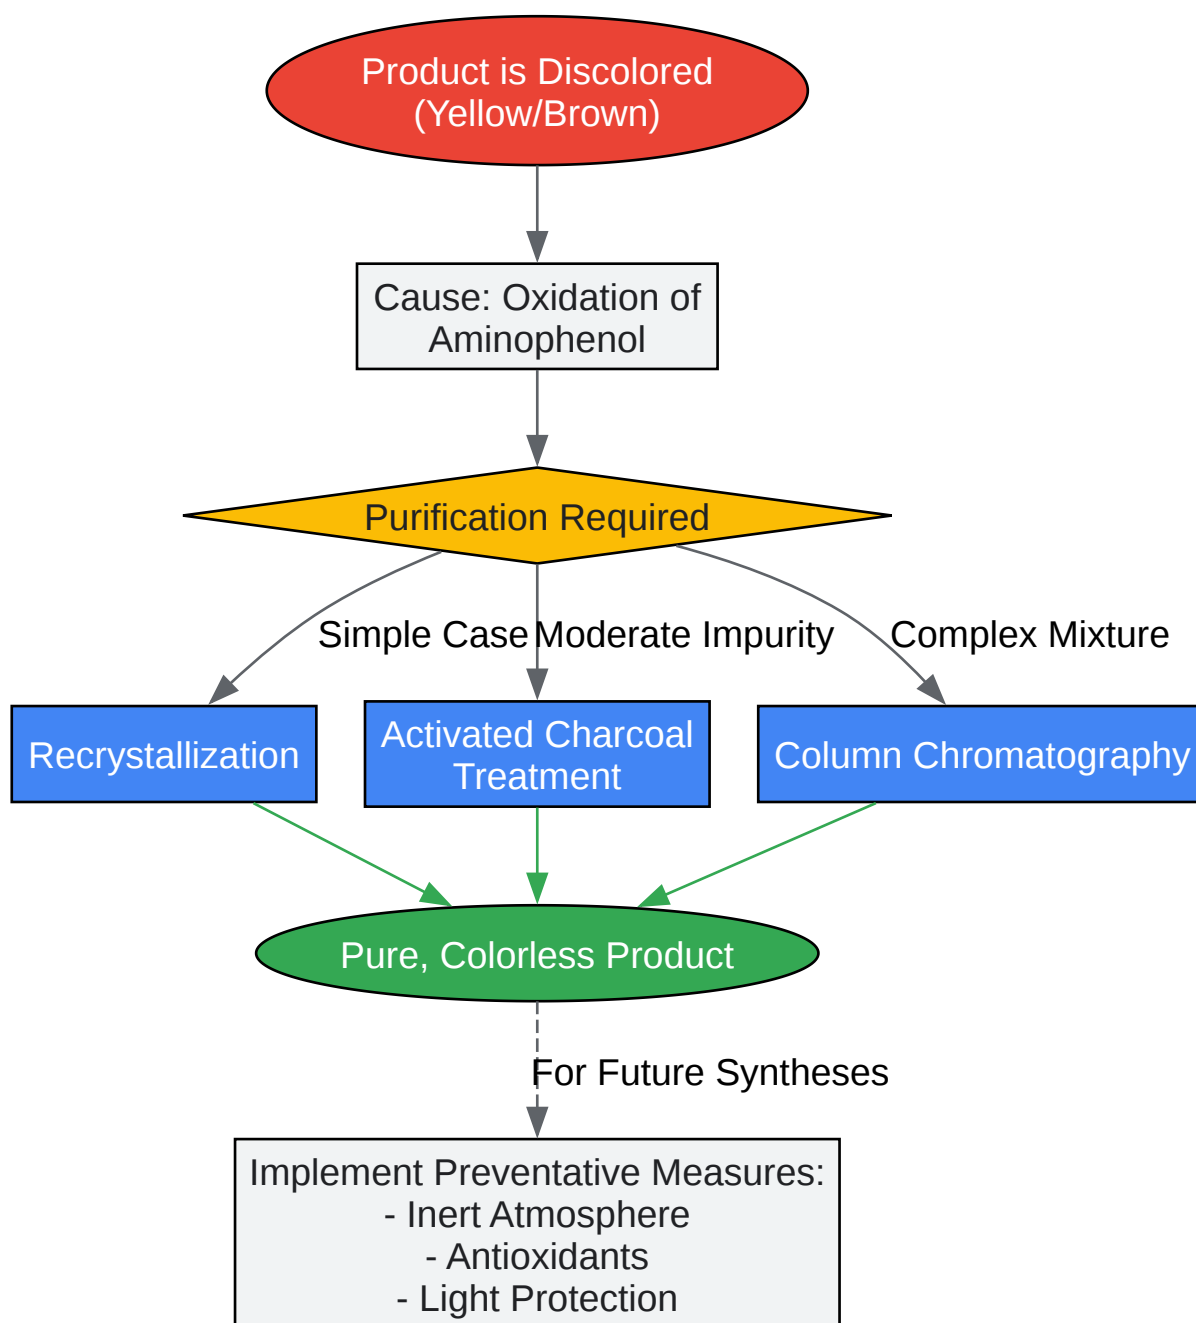 Product is Discolored
(Yellow/Brown)
Cause: Oxidation of
Aminophenol
Purification Required
Simple Case
Moderate Impurity
Complex Mixture
Recrystallization
Activated Charcoal
Treatment
Column Chromatography
Pure, Colorless Product
For Future Syntheses
Implement Preventative Measures:
- Inert Atmosphere
- Antioxidants
- Light Protection